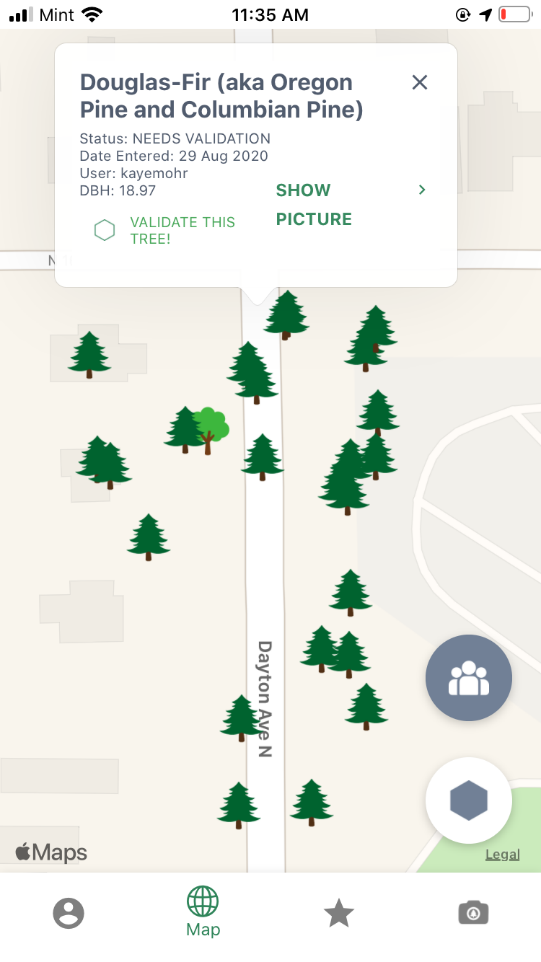 Mint
11:35 AM
Douglas-Fir (aka Oregon
Pine and Columbian Pine)
Status: NEEDS VALIDATION
Date Entered: 29 Aug 2020
User: kayemohr
DBH: 18.97
SHOW
PICTURE
VALIDATE THIS
TREE!
N
Dayton Ave N
Maps
Legal
Map